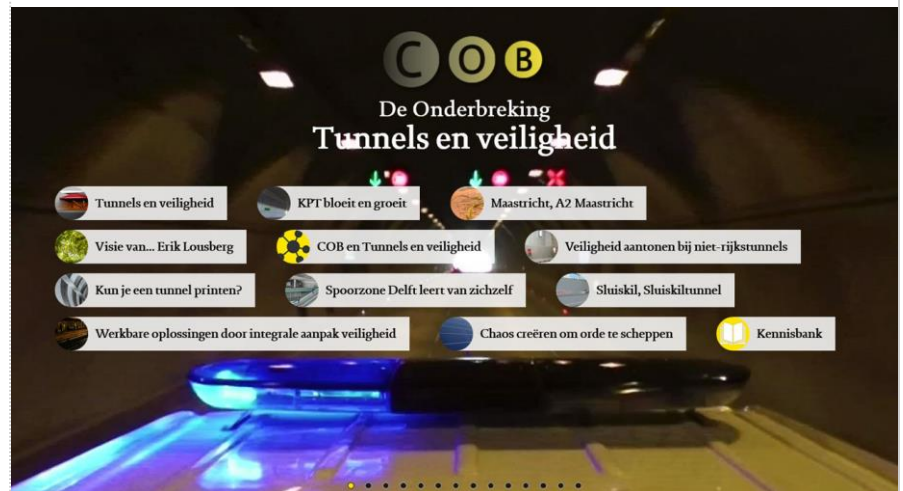 COB
De Onderbreking
Tunnels en veiligheid
Tunnels en veiligheid
KPT bloeit en groeit
Maastricht, A2 Maastricht
Visie van... Erik Lousberg
COB en Tunnels en veiligheid
Veiligheid aantonen bij niet-rijkstunnels
Kun je een tunnel printen?
Spoorzone Delft leert van zichzelf
Sluiskil, Sluiskiltunnel
Werkbare oplossingen door integrale aanpak veiligheid
Chaos creëren om orde te scheppen
Kennisbank